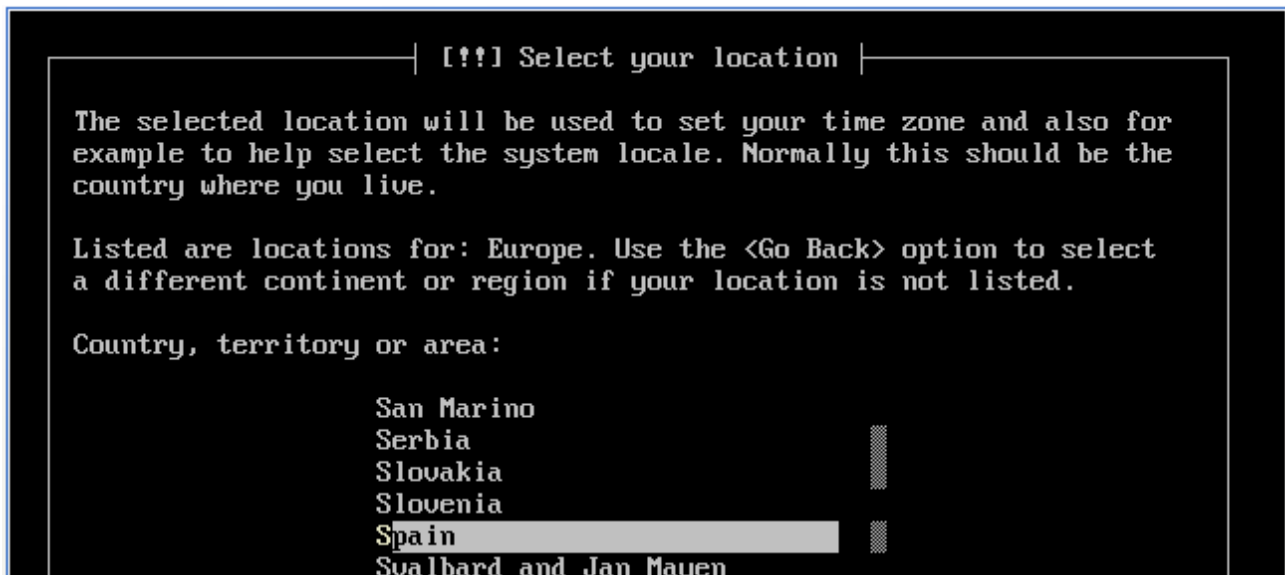 [!!] Select your location
The selected location will be used to set your time zone and also for
example to help select the system locale. Normally this should be the
country where you live.
Listed are locations for: Europe. Use the <Go Back> option to select
a different continent or region if your location is not listed.
Country, territory or area:
San Marino
Serbia
Slovakia
Slovenia
Spain
Svalbard and Jan Mayen